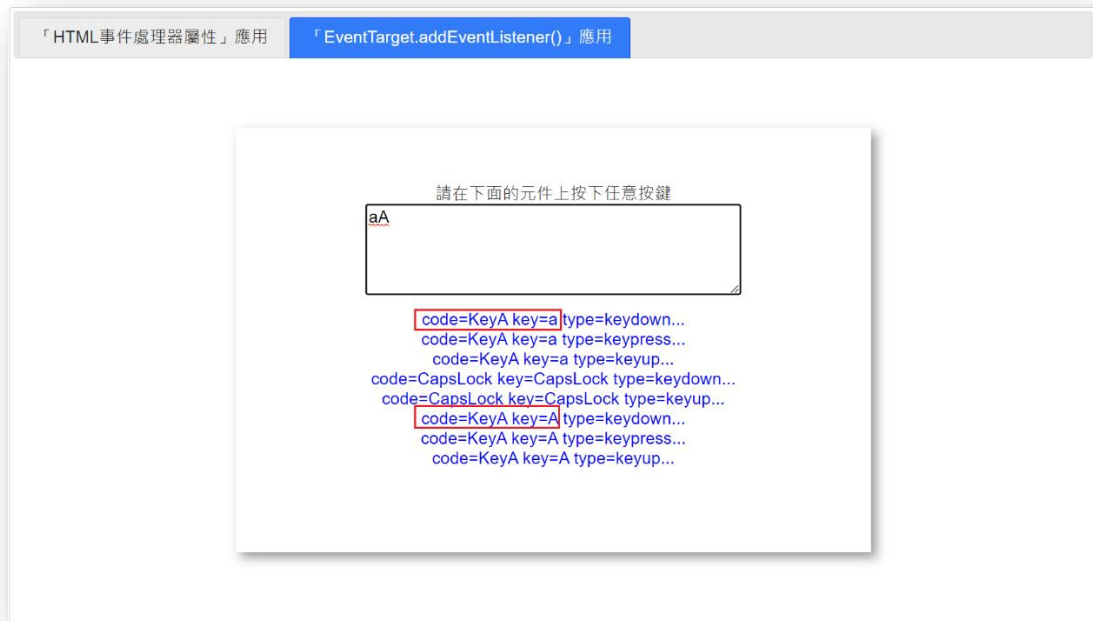 「HTML事件處理器屬性」應用
「EventTarget.addEventListener()」應用
請在下面的元件上按下任意按鍵
aA
code=KeyA key=a type=keydown...
code=KeyA key=a type=keypress...
code=KeyA key=a type=keyup...
code=CapsLock key=CapsLock type=keydown...
code=CapsLock key=CapsLock type=keyup...
code=KeyA key=A type=keydown...
code=KeyA key=A type=keypress...
code=KeyA key=A type=keyup...